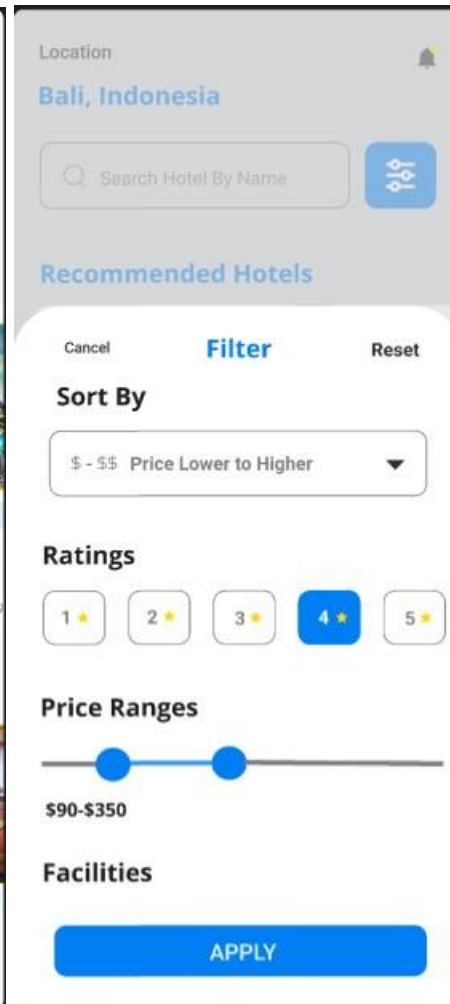 Location
Bali, Indonesia
Search Hotel By Name
Recommended Hotels
Cancel Filter Reset
Sort By
$ - $$ Price Lower to Higher
Ratings
1 2 3 4 5
Price Ranges
$90-$350
Facilities
APPLY